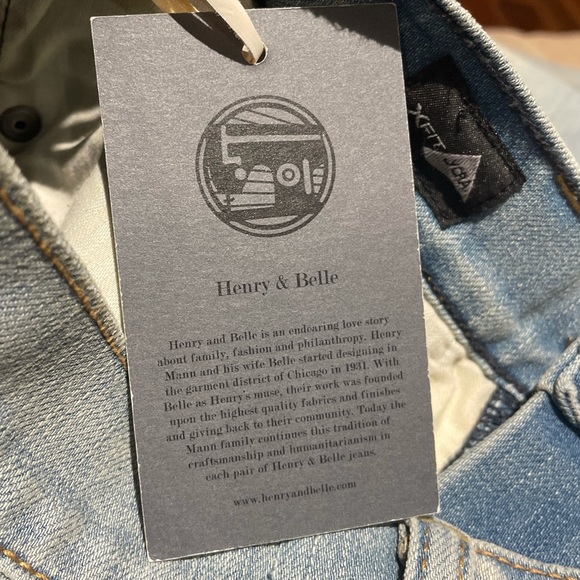 Henry & Belle
Henry and Belle is an endearing love story
about family, fashion and philanthropy. Henry
Mann and his wife Belle started designing in
the garment district of Chicago in 1931. With
Belle as Henry's muse, their work was founded
upon the highest quality fabrics and finishes
and giving back to their community. Today the
Mann family continues this tradition of
craftsmanship and humanitarianism in
each pair of Henry & Belle jeans.
www.henryandbelle.com
XFIT
LYCRA